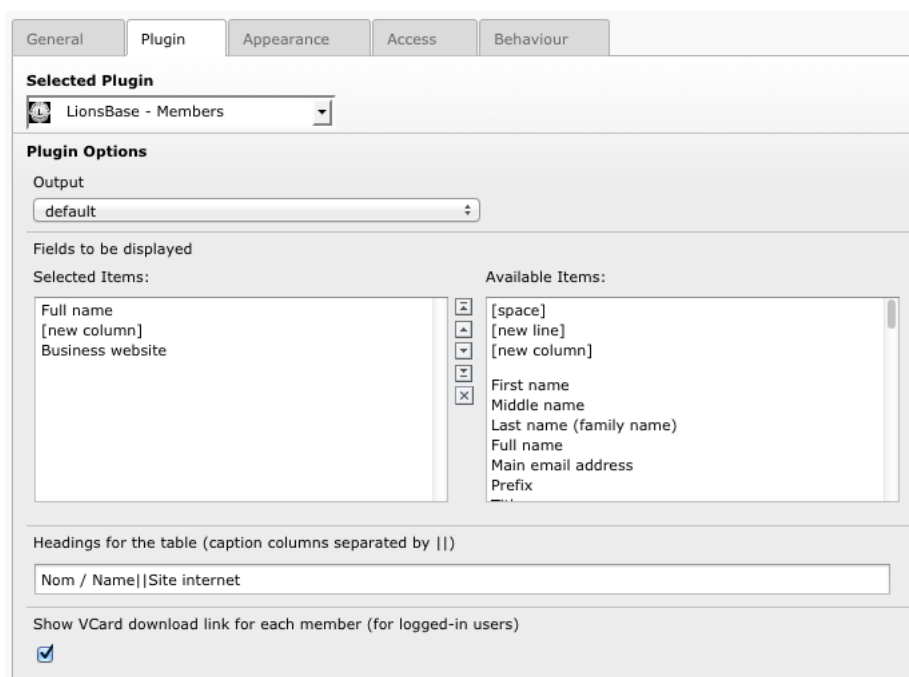 General Plugin Appearance Access Behaviour
Selected Plugin
LionsBase - Members
Plugin Options
Output
default
Fields to be displayed
Selected Items: Available Items:
Full name
[new column]
Business website
[space]
[new line]
[new column]
First name
Middle name
Last name (family name)
Full name
Main email address
Prefix
Headings for the table (caption columns separated by ||)
Nom / Name||Site internet
Show VCard download link for each member (for logged-in users)